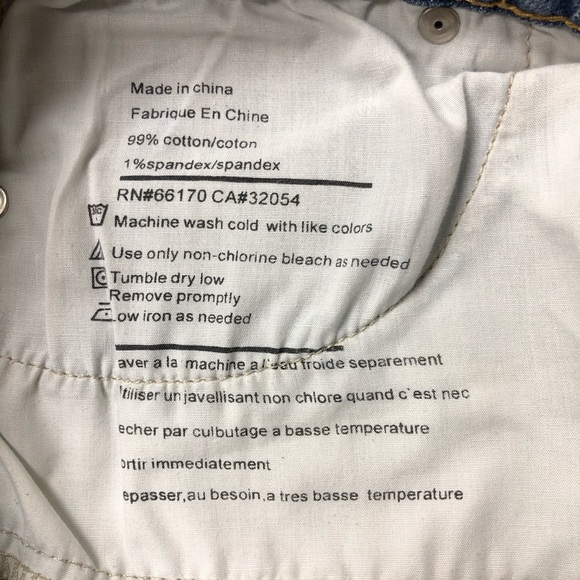 Made in china
Fabrique En Chine
99% cotton/coton
1%spandex/spandex
RN#66170 CA#32054
Machine wash cold with like colors
Use only non-chlorine bleach as needed
Tumble dry low
Remove promptly
Low iron as needed
aver a la machine a l'eau froide separement
tiliser un javellisant non chlore quand c'est nec
echer par culbutage a basse temperature
ortir immediatement
epasser,au besoin,a tres basse temperature